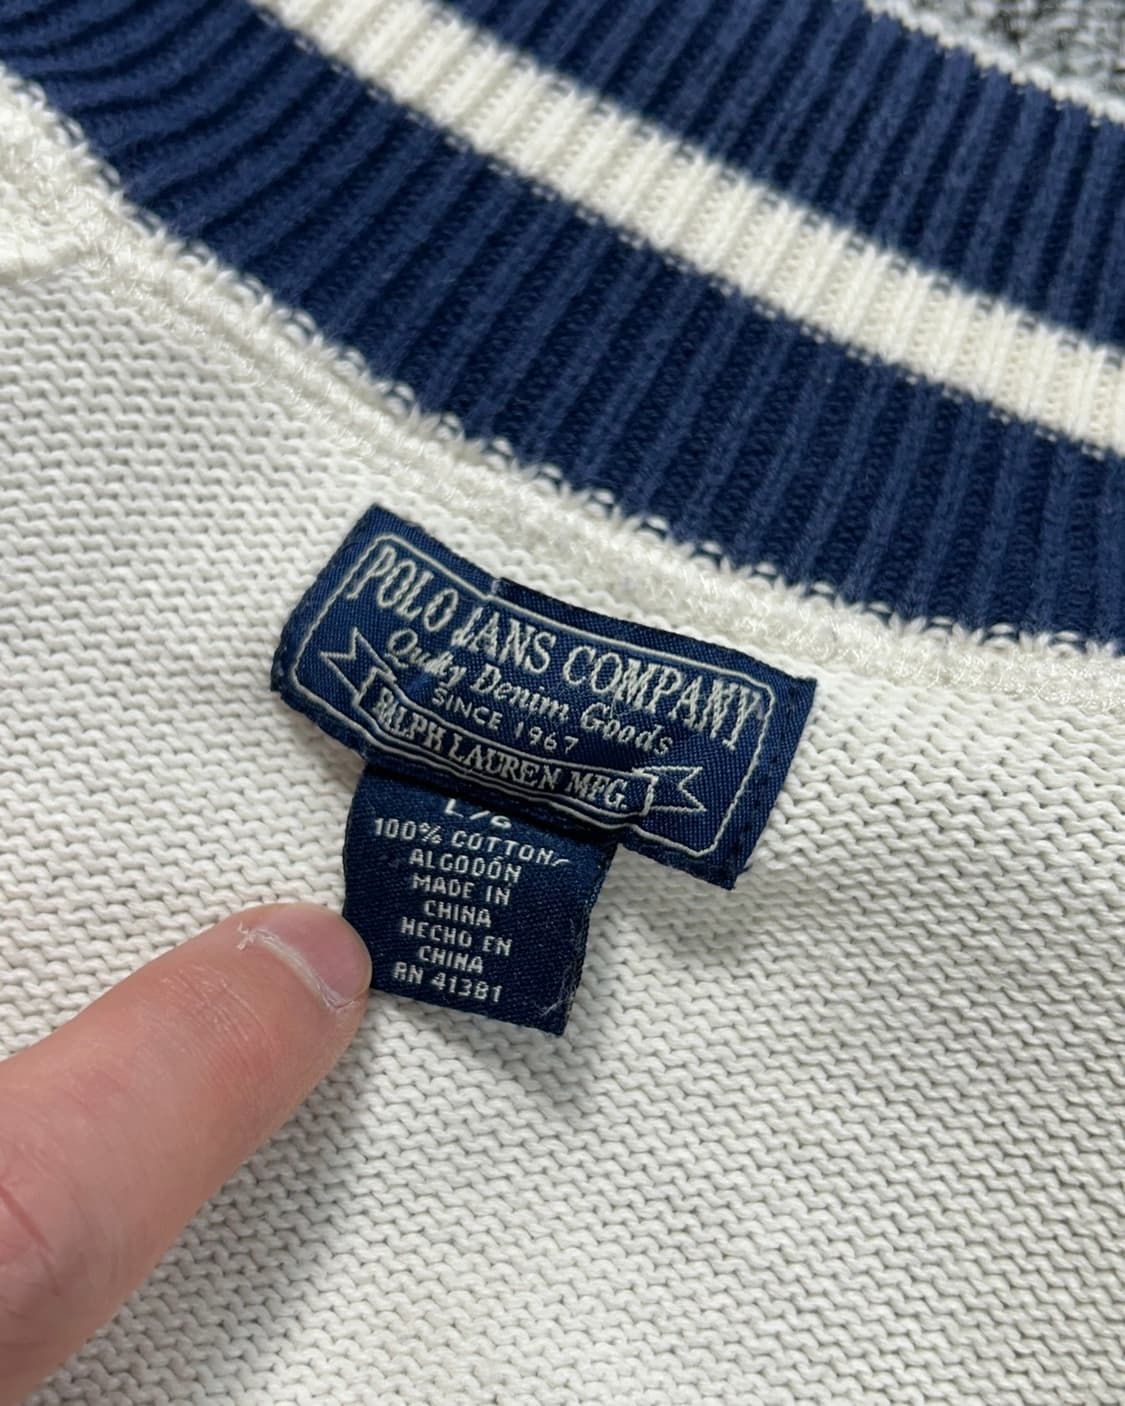 POLO JEANS COMPANY
Quality Denim Goods
SINCE 1967
RALPH LAUREN MFG.
L/G
100% COTTON/
ALGODÓN
MADE IN
CHINA
HECHO EN
CHINA
RN 41381